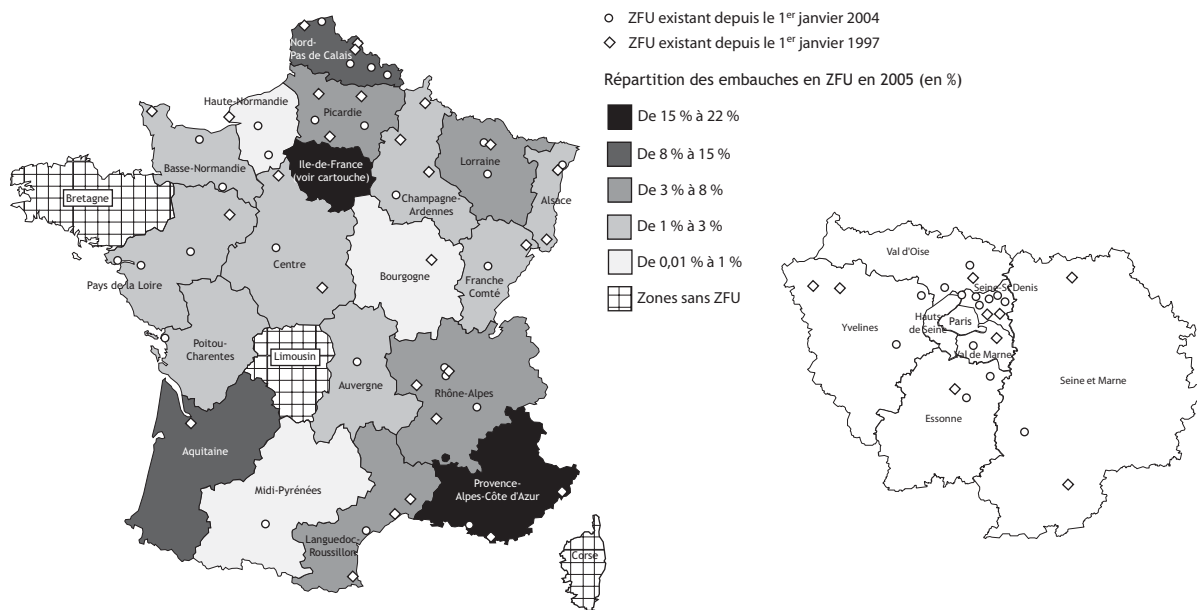 ZFU existant depuis le 1er janvier 2004
ZFU existant depuis le 1er janvier 1997
Répartition des embauches en ZFU en 2005 (en %)
De 15 % à 22 %
De 8 % à 15 %
De 3 % à 8 %
De 1 % à 3 %
De 0,01 % à 1 %
Zones sans ZFU
Nord-
Pas de Calais
Haute-Normandie
Picardie
Basse-Normandie
Ile-de-France
(voir cartouche)
Lorraine
Champagne-
Ardennes
Alsace
Bretagne
Pays de la Loire
Centre
Bourgogne
Franche
Comté
Poitou-
Charentes
Limousin
Auvergne
Rhône-Alpes
Aquitaine
Midi-Pyrénées
Languedoc-
Roussillon
Provence-
Alpes-Côte d'Azur
Corse
Val d'Oise
Seine-St-Denis
Yvelines
Hauts
de Seine
Paris
Val de Marne
Seine et Marne
Essonne